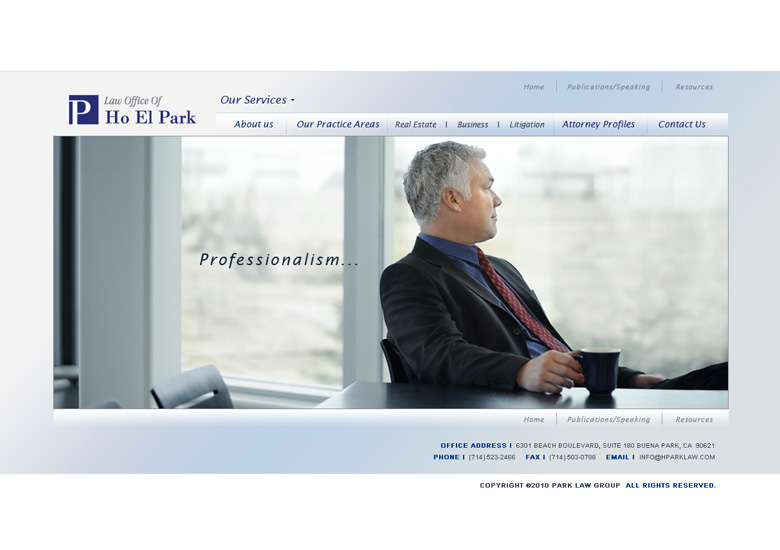 Home Publications/Speaking Resources
P Law Office Of
Ho El Park
Our Services
About us Our Practice Areas Real Estate I Business I Litigation Attorney Profiles Contact Us
Professionalism...
Home Publications/Speaking Resources
OFFICE ADDRESS I 6301 BEACH BOULEVARD, SUITE 180 BUENA PARK, CA 90621
PHONE I (714)523-2466 FAX I (714)503-0788 EMAIL I INFO@HPARKLAW.COM
COPYRIGHT ©2010 PARK LAW GROUP ALL RIGHTS RESERVED.